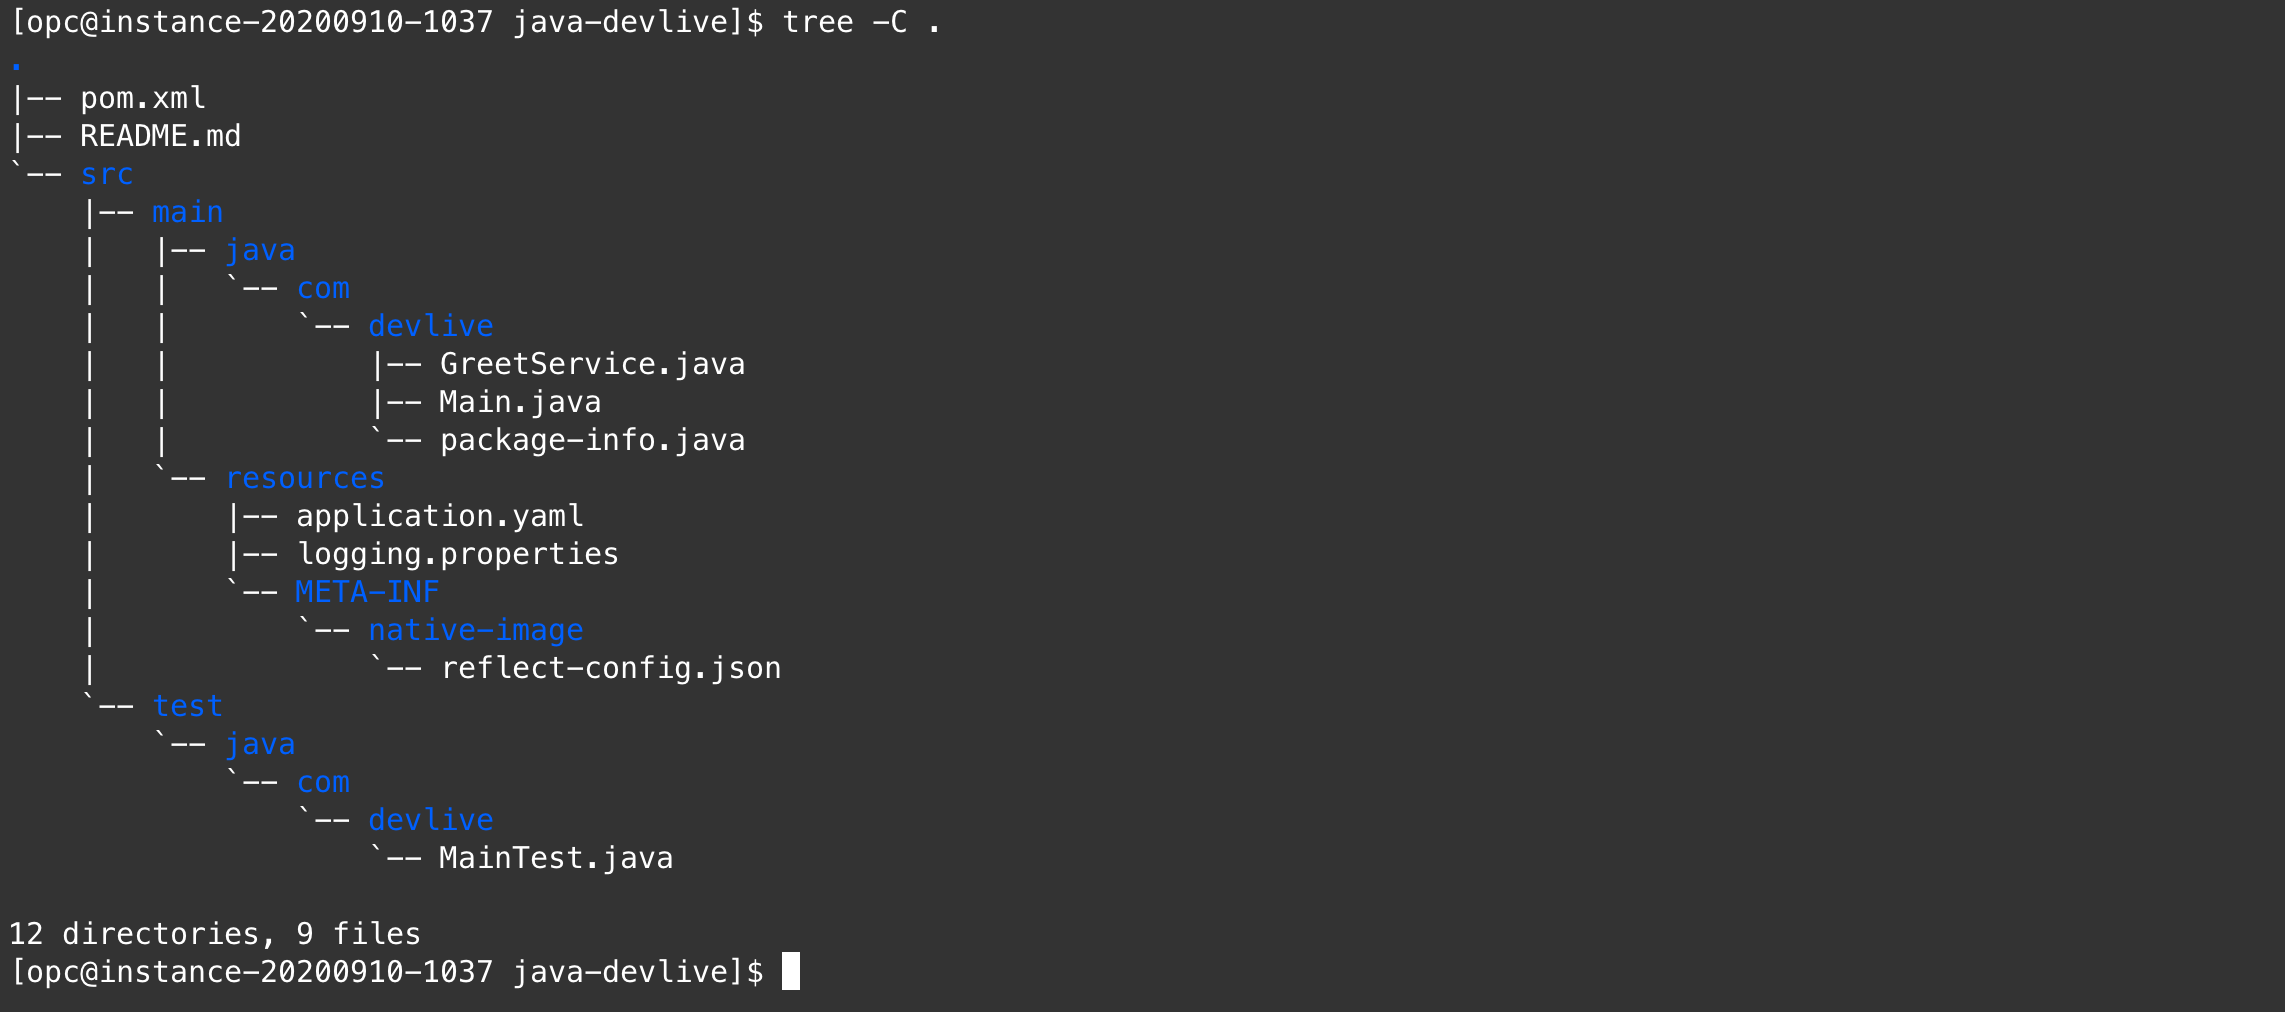 [opc@instance-20200910-1037 java-devlive]$ tree -C .
.
|-- pom.xml
|-- README.md
`-- src
    |-- main
    |   |-- java
    |   |   `-- com
    |   |       `-- devlive
    |   |           |-- GreetService.java
    |   |           |-- Main.java
    |   |           `-- package-info.java
    |   `-- resources
    |       |-- application.yaml
    |       |-- logging.properties
    |       `-- META-INF
    |           `-- native-image
    |               `-- reflect-config.json
    `-- test
        `-- java
            `-- com
                `-- devlive
                    `-- MainTest.java

12 directories, 9 files
[opc@instance-20200910-1037 java-devlive]$